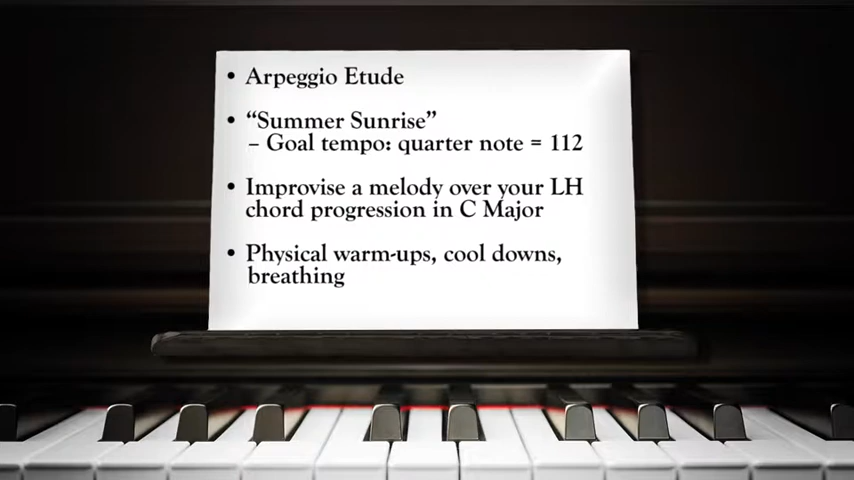 • Arpeggio Etude
• “Summer Sunrise”
– Goal tempo: quarter note = 112
• Improvise a melody over your LH
chord progression in C Major
• Physical warm-ups, cool downs,
breathing